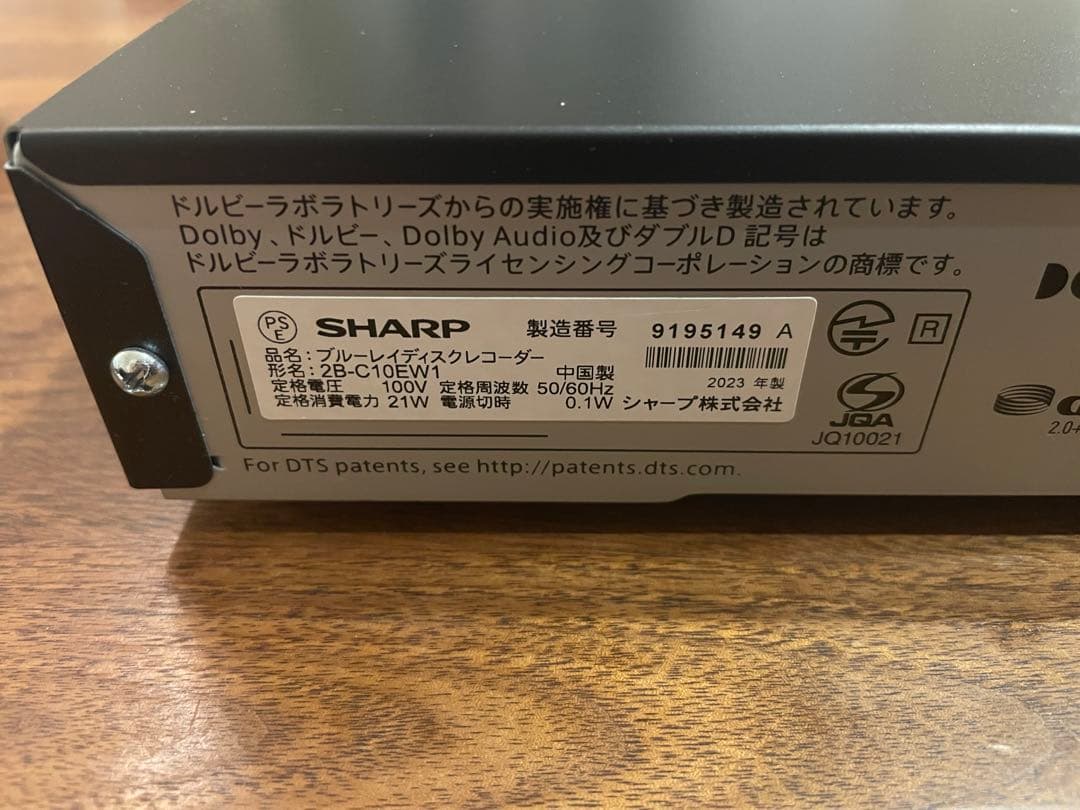 ドルビーラボラトリーズからの実施権に基づき製造されています。
Dolby、ドルビー、Dolby Audio及びダブルD 記号は
ドルビーラボラトリーズライセンシングコーポレーションの商標です。
PS
E
SHARP 製造番号 9195149 A
品名：ブルーレイディスクレコーダー
形名：2B-C10EW1 中国製 2023 年製
定格電圧 100V 定格周波数 50/60Hz
定格消費電力 21W 電源切時 0.1W シャープ株式会社
R
JQA
JQ10021
2.0+
For DTS patents, see http://patents.dts.com.